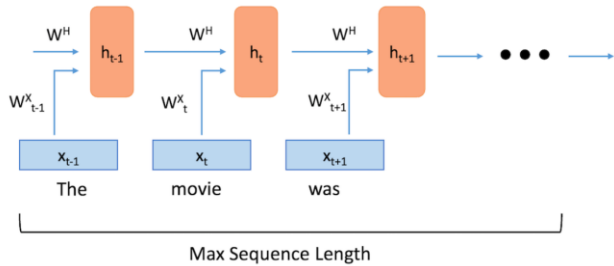 W^H h_{t-1} W^H h_t W^H h_{t+1}
W^X_{t-1} W^X_t W^X_{t+1}
x_{t-1} x_t x_{t+1}
The movie was
Max Sequence Length